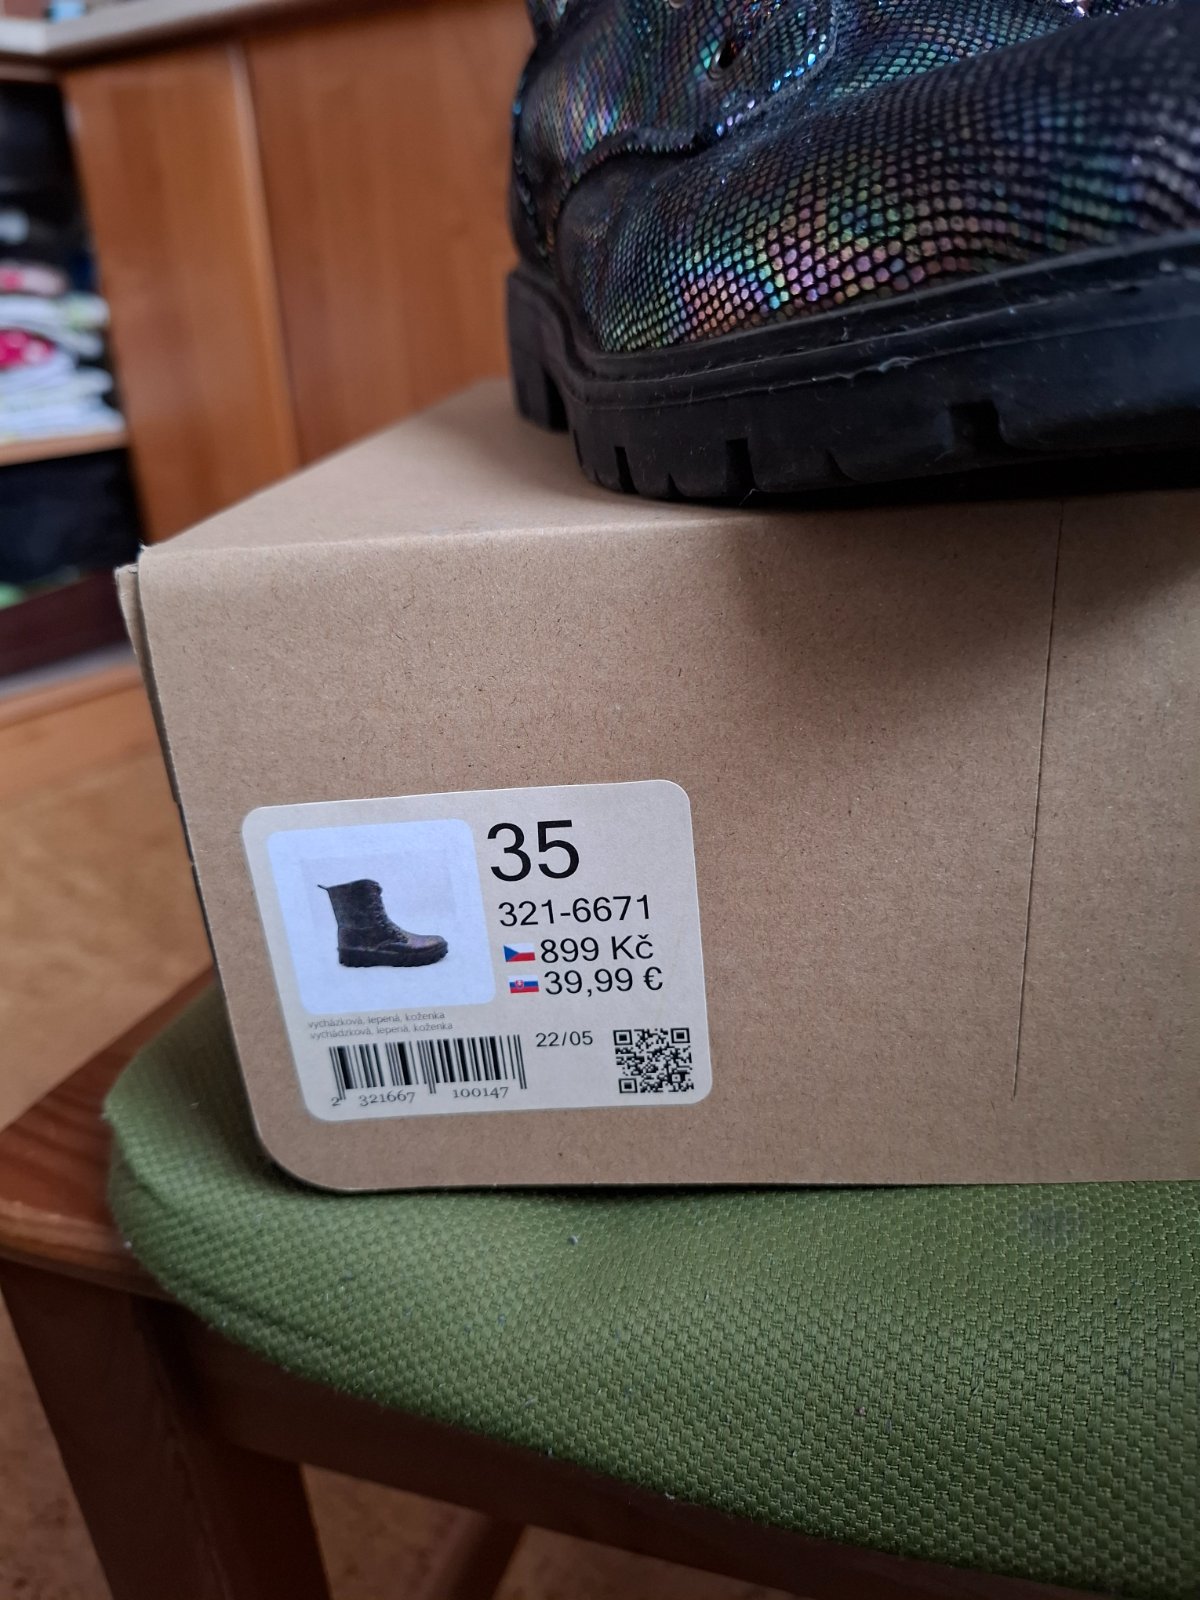 35
321-6671
899 Kč
39,99 €
vycházková, lepená, koženka
vychádzková, lepená, koženka
22/05
2 321667 100147